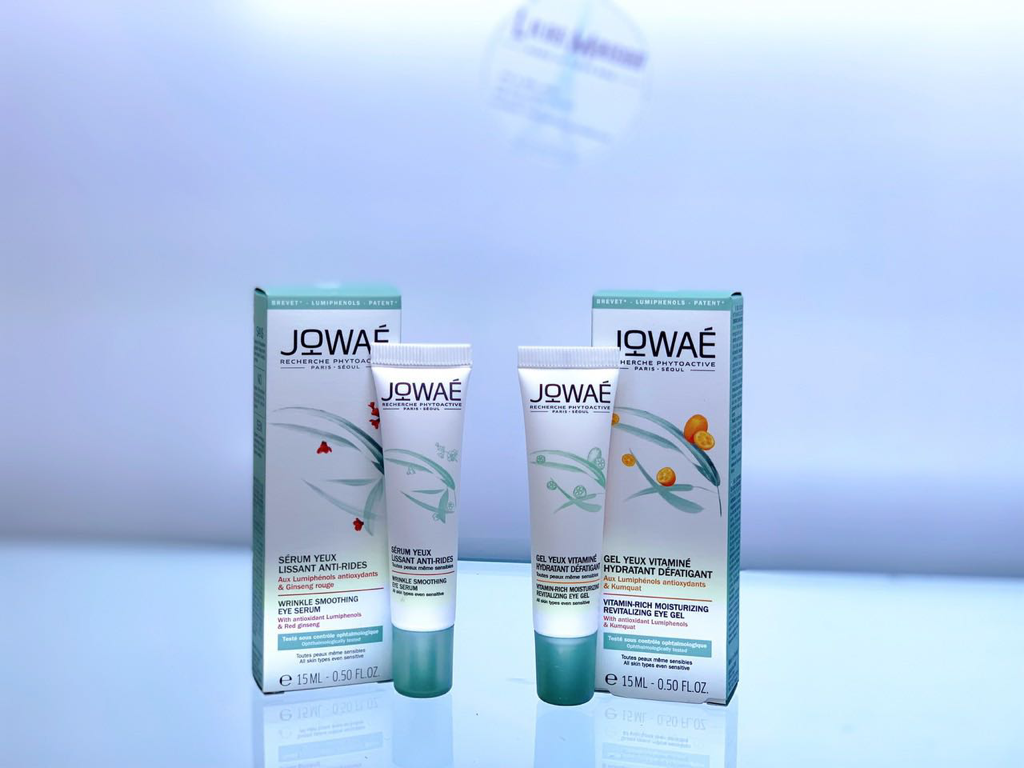 BREVET* - LUMIPHENOLS - PATENT*
JOWAÉ
RECHERCHE PHYTOACTIVE
PARIS - SÉOUL
SÉRUM YEUX
LISSANT ANTI-RIDES
Aux Lumiphénols antioxydants
& Ginseng rouge
WRINKLE SMOOTHING
EYE SERUM
With antioxidant Lumiphenols
& Red ginseng
Testé sous contrôle ophtalmologique
Ophthalmologically tested
Toutes peaux même sensibles
All skin types even sensitive
e 15 ML - 0.50 FL.OZ.
JOWAÉ
RECHERCHE PHYTOACTIVE
PARIS - SÉOUL
SÉRUM YEUX
LISSANT ANTI-RIDES
Toutes peaux même sensibles
WRINKLE SMOOTHING
EYE SERUM
All skin types even sensitive
JOWAÉ
RECHERCHE PHYTOACTIVE
PARIS - SÉOUL
GEL YEUX VITAMINÉ
HYDRATANT DÉFATIGANT
Toutes peaux même sensibles
VITAMIN-RICH MOISTURIZING
REVITALIZING EYE GEL
All skin types even sensitive
BREVET* - LUMIPHENOLS - PATENT*
JOWAÉ
RECHERCHE PHYTOACTIVE
PARIS - SÉOUL
GEL YEUX VITAMINÉ
HYDRATANT DÉFATIGANT
Aux Lumiphénols antioxydants
& Kumquat
VITAMIN-RICH MOISTURIZING
REVITALIZING EYE GEL
With antioxidant Lumiphenols
& Kumquat
Testé sous contrôle ophtalmologique
Ophthalmologically tested
Toutes peaux même sensibles
All skin types even sensitive
e 15 ML - 0.50 FL.OZ.